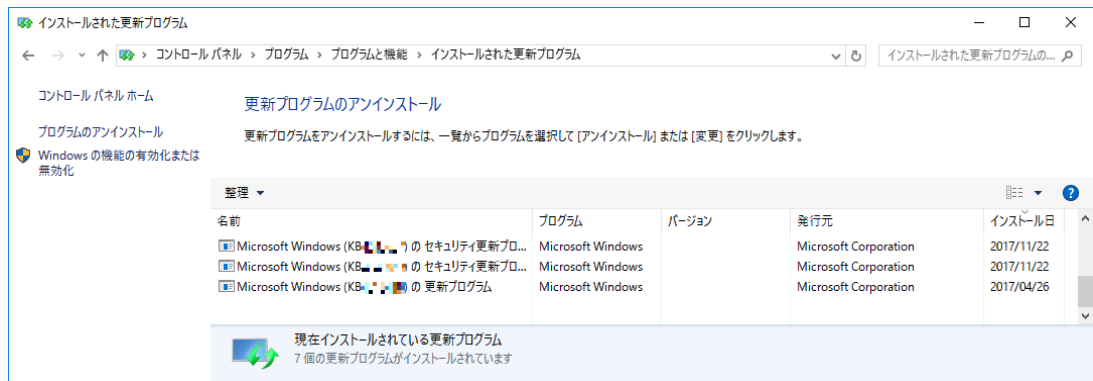 インストールされた更新プログラム
コントロール パネル › プログラム › プログラムと機能 › インストールされた更新プログラム
インストールされた更新プログラムの...
コントロール パネル ホーム
プログラムのアンインストール
Windows の機能の有効化または
無効化
更新プログラムのアンインストール
更新プログラムをアンインストールするには、一覧からプログラムを選択して [アンインストール] または [変更] をクリックします。
整理
名前 プログラム バージョン 発行元 インストール日
Microsoft Windows (KB ) の セキュリティ更新プロ... Microsoft Windows Microsoft Corporation 2017/11/22
Microsoft Windows (KB ) の セキュリティ更新プロ... Microsoft Windows Microsoft Corporation 2017/11/22
Microsoft Windows (KB ) の 更新プログラム Microsoft Windows Microsoft Corporation 2017/04/26
現在インストールされている更新プログラム
7 個の更新プログラムがインストールされています